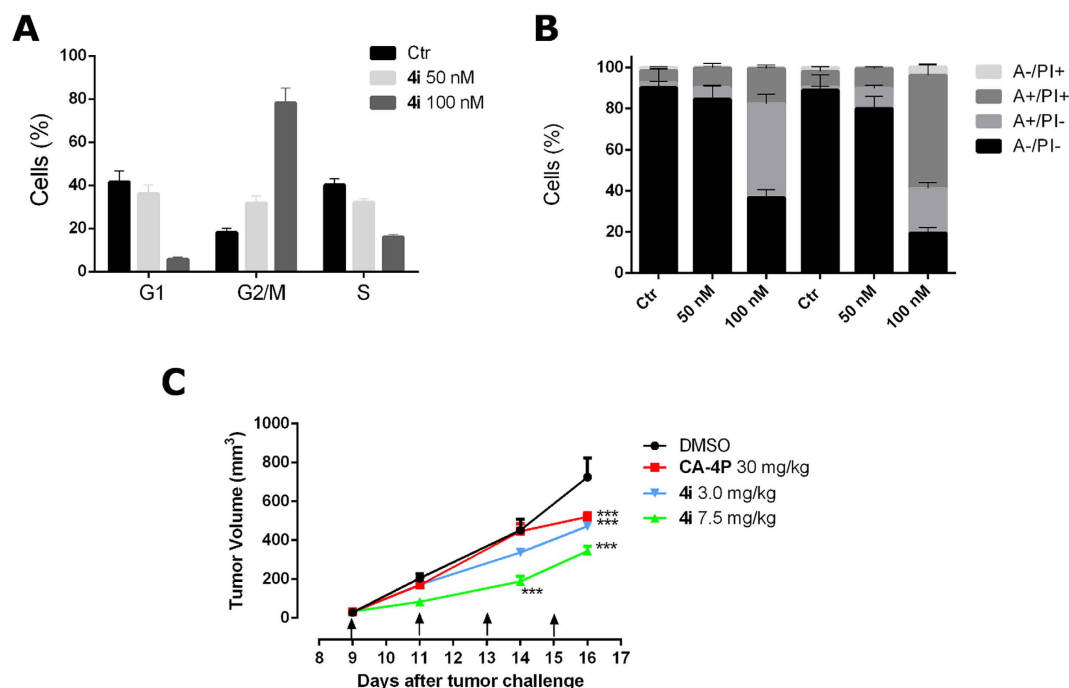 A
100
80
60
40
20
0
Cells (%)
G1 G2/M S
Ctr
4i 50 nM
4i 100 nM
B
100
80
60
40
20
0
Cells (%)
Ctr 50 nM 100 nM Ctr 50 nM 100 nM
A-/PI+
A+/PI+
A+/PI-
A-/PI-
C
1000
800
600
400
200
0
Tumor Volume (mm³)
8 9 10 11 12 13 14 15 16 17
Days after tumor challenge
***
***
***
***
DMSO
CA-4P 30 mg/kg
4i 3.0 mg/kg
4i 7.5 mg/kg